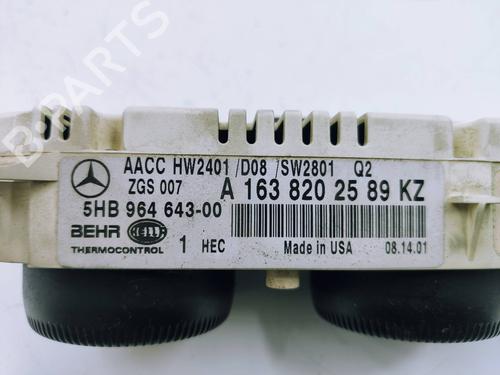 B-PARTS
AACC HW2401 /D08 /SW2801 Q2
ZGS 007 A 163 820 25 89 KZ
5HB 964 643-00
BEHR HELLA 1 HEC Made in USA 08.14.01
THERMOCONTROL